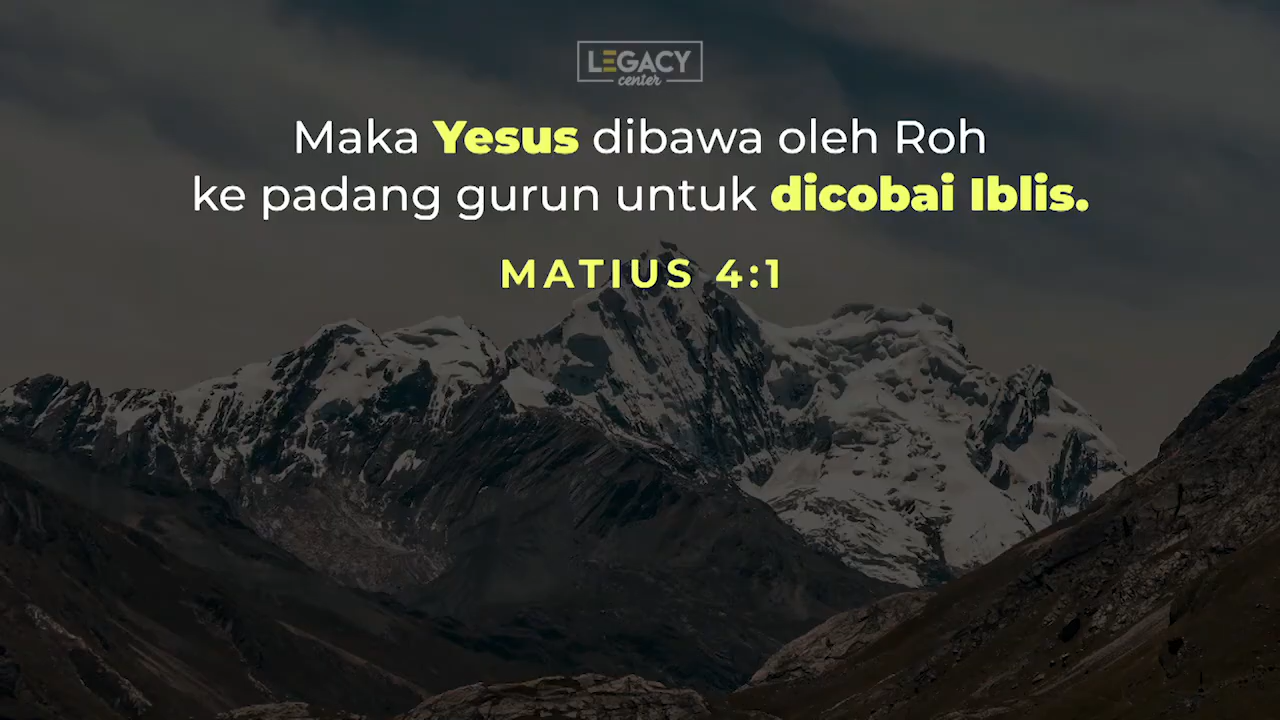 LEGACY
center
Maka Yesus dibawa oleh Roh
ke padang gurun untuk dicobai Iblis.
MATIUS 4:1